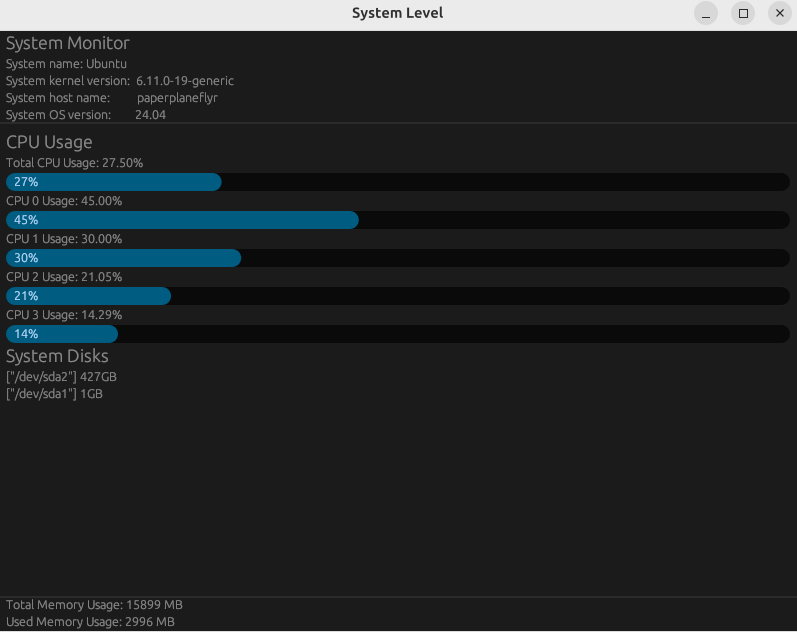 System Level
System Monitor
System name: Ubuntu
System kernel version: 6.11.0-19-generic
System host name: paperplaneflyr
System OS version: 24.04
CPU Usage
Total CPU Usage: 27.50%
27%
CPU 0 Usage: 45.00%
45%
CPU 1 Usage: 30.00%
30%
CPU 2 Usage: 21.05%
21%
CPU 3 Usage: 14.29%
14%
System Disks
["/dev/sda2"] 427GB
["/dev/sda1"] 1GB
Total Memory Usage: 15899 MB
Used Memory Usage: 2996 MB